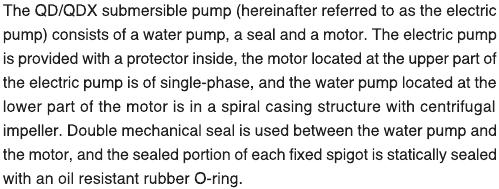 The QD/QDX submersible pump (hereinafter referred to as the electric
pump) consists of a water pump, a seal and a motor. The electric pump
is provided with a protector inside, the motor located at the upper part of
the electric pump is of single-phase, and the water pump located at the
lower part of the motor is in a spiral casing structure with centrifugal
impeller. Double mechanical seal is used between the water pump and
the motor, and the sealed portion of each fixed spigot is statically sealed
with an oil resistant rubber O-ring.